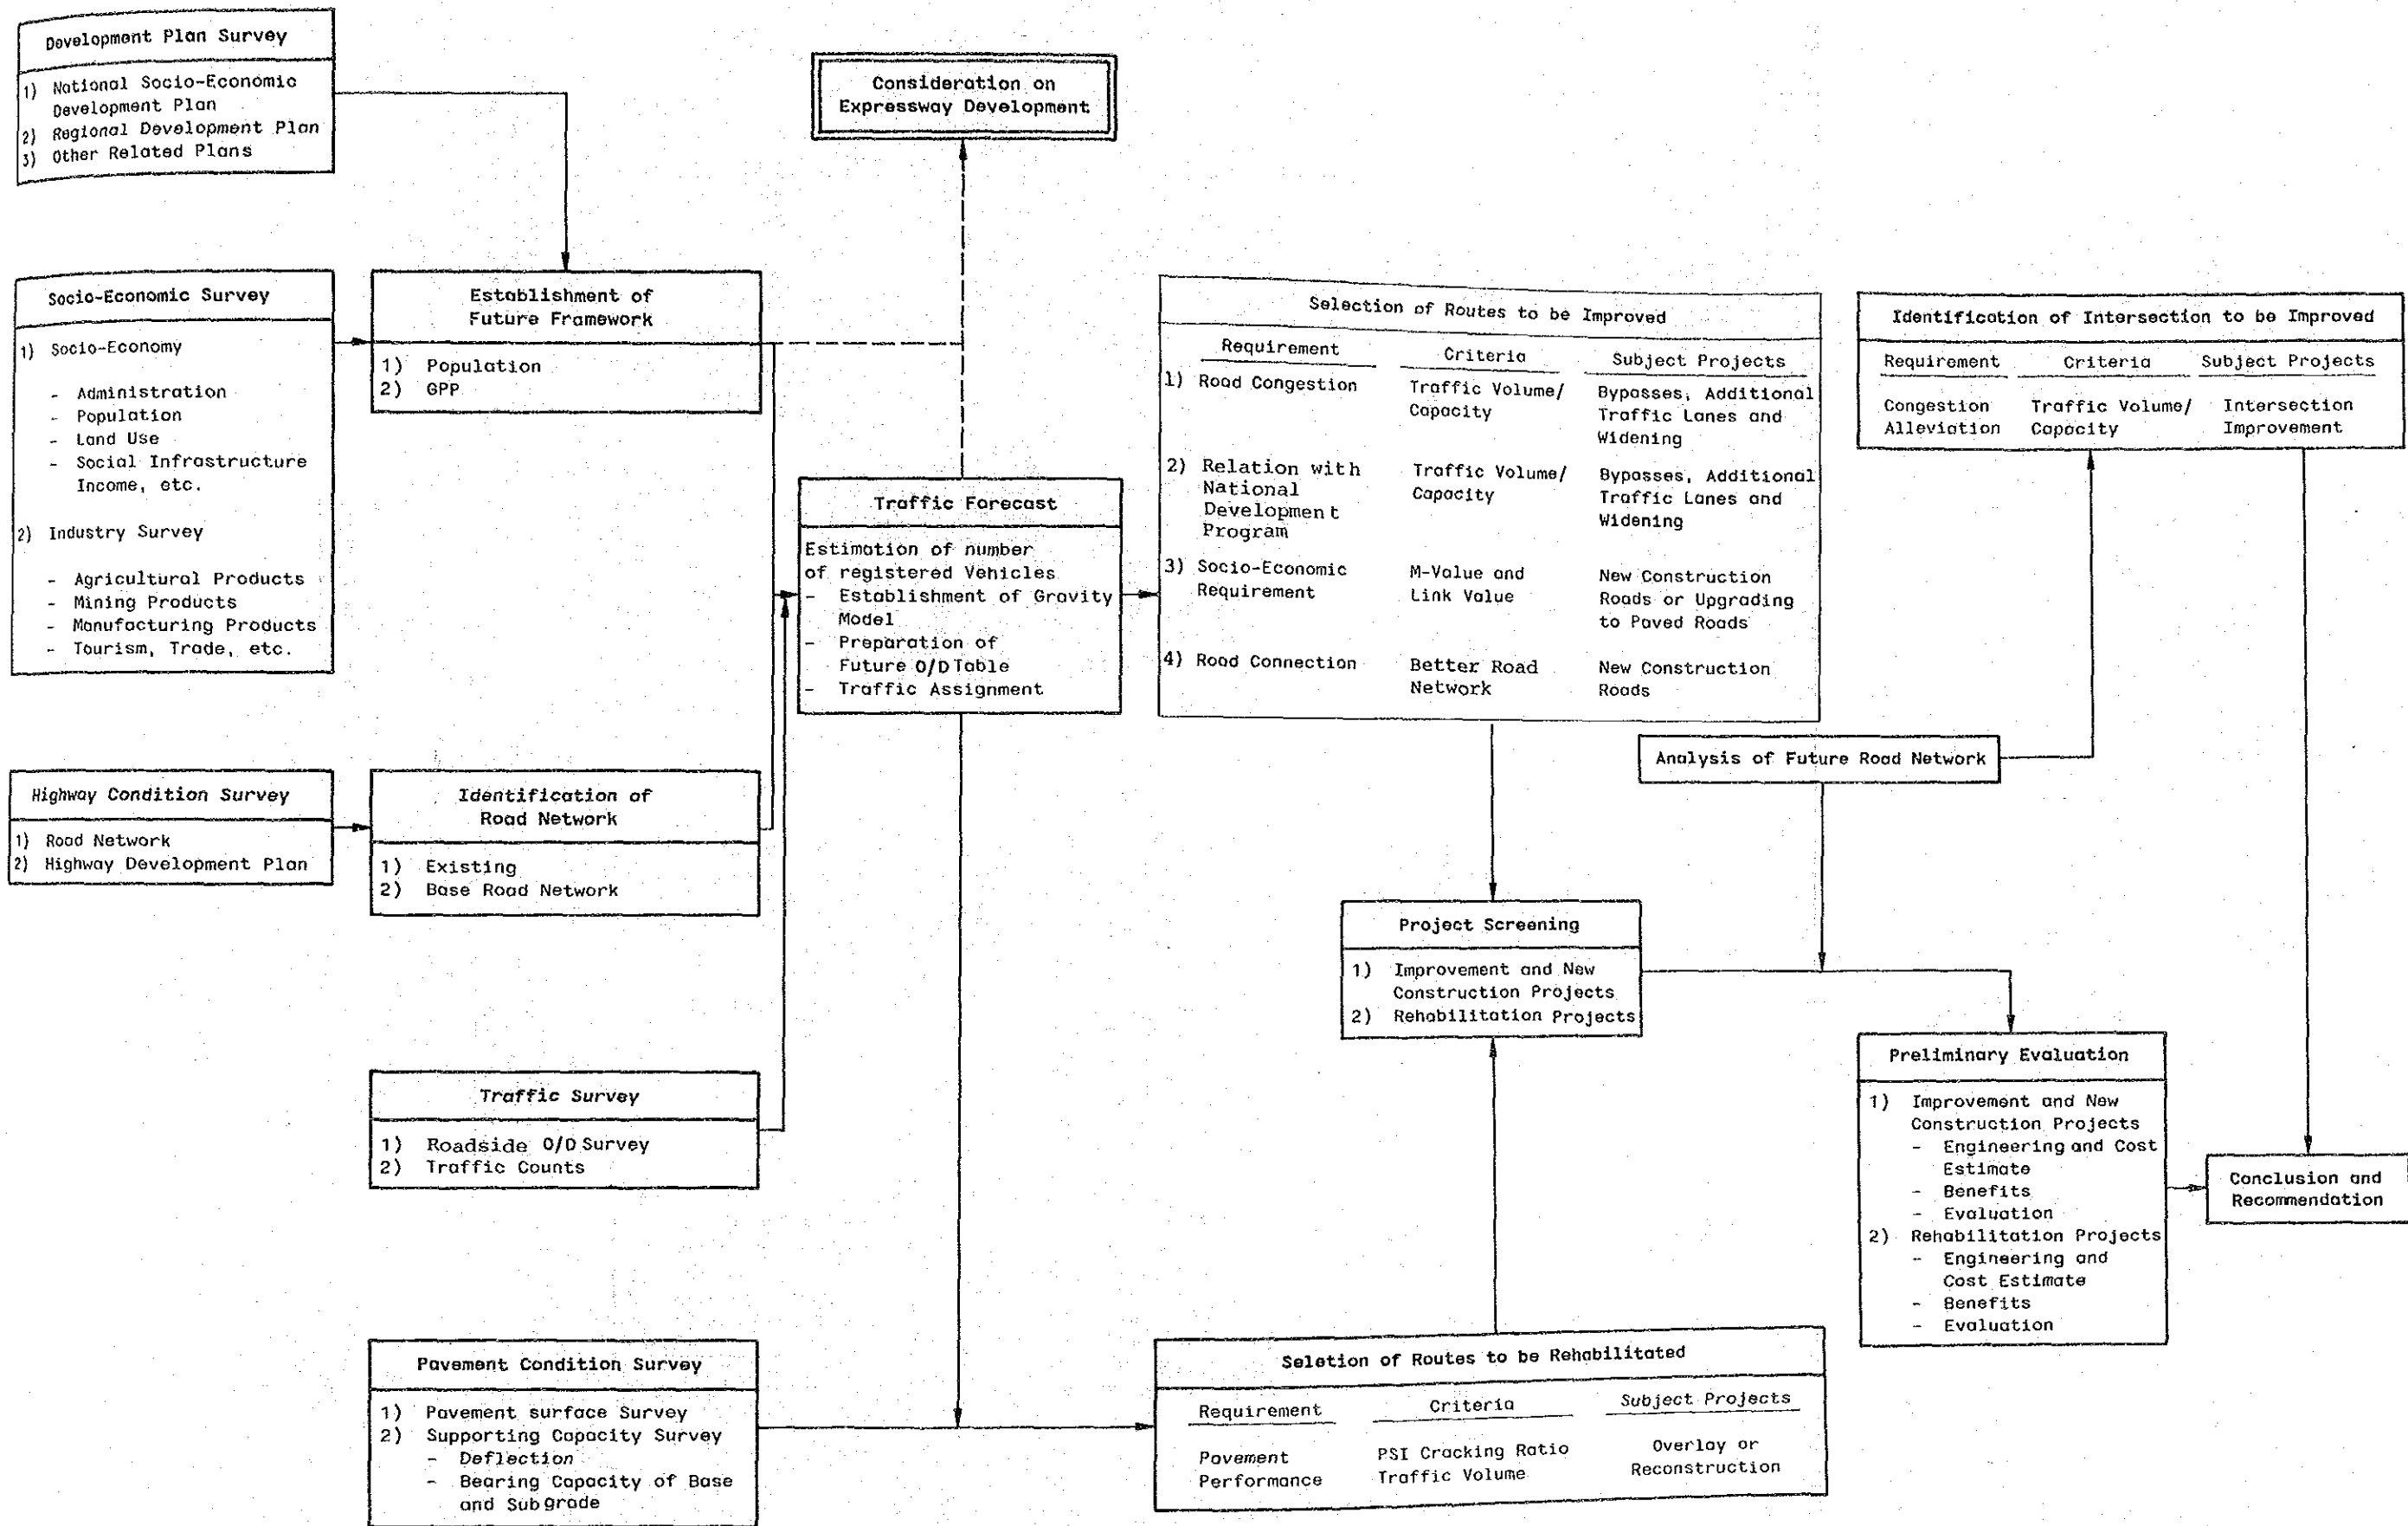 Development Plan Survey
1) National Socio-Economic
Development Plan
2) Regional Development Plan
3) Other Related Plans
Consideration on
Expressway Development
Socio-Economic Survey
1) Socio-Economy
- Administration
- Population
- Land Use
- Social Infrastructure
Income, etc.
2) Industry Survey
- Agricultural Products
- Mining Products
- Manufacturing Products
- Tourism, Trade, etc.
Establishment of
Future Framework
1) Population
2) GPP
Traffic Forecast
Estimation of number
of registered Vehicles
- Establishment of Gravity
Model
- Preparation of
Future O/D Table
- Traffic Assignment
Selection of Routes to be Improved
Requirement Criteria Subject Projects
1) Road Congestion Traffic Volume/ Bypasses, Additional
Capacity Traffic Lanes and
Widening
2) Relation with Traffic Volume/ Bypasses, Additional
National Capacity Traffic Lanes and
Development Widening
Program
3) Socio-Economic M-Value and New Construction
Requirement Link Value Roads or Upgrading
to Paved Roads
4) Road Connection Better Road New Construction
Network Roads
Identification of Intersection to be Improved
Requirement Criteria Subject Projects
Congestion Traffic Volume/ Intersection
Alleviation Capacity Improvement
Analysis of Future Road Network
Highway Condition Survey
1) Road Network
2) Highway Development Plan
Identification of
Road Network
1) Existing
2) Base Road Network
Project Screening
1) Improvement and New
Construction Projects
2) Rehabilitation Projects
Traffic Survey
1) Roadside O/D Survey
2) Traffic Counts
Preliminary Evaluation
1) Improvement and New
Construction Projects
- Engineering and Cost
Estimate
- Benefits
- Evaluation
2) Rehabilitation Projects
- Engineering and
Cost Estimate
- Benefits
- Evaluation
Conclusion and
Recommendation
Pavement Condition Survey
1) Pavement surface Survey
2) Supporting Capacity Survey
- Deflection
- Bearing Capacity of Base
and Subgrade
Seletion of Routes to be Rehabilitated
Requirement Criteria Subject Projects
Pavement PSI Cracking Ratio Overlay or
Performance Traffic Volume Reconstruction